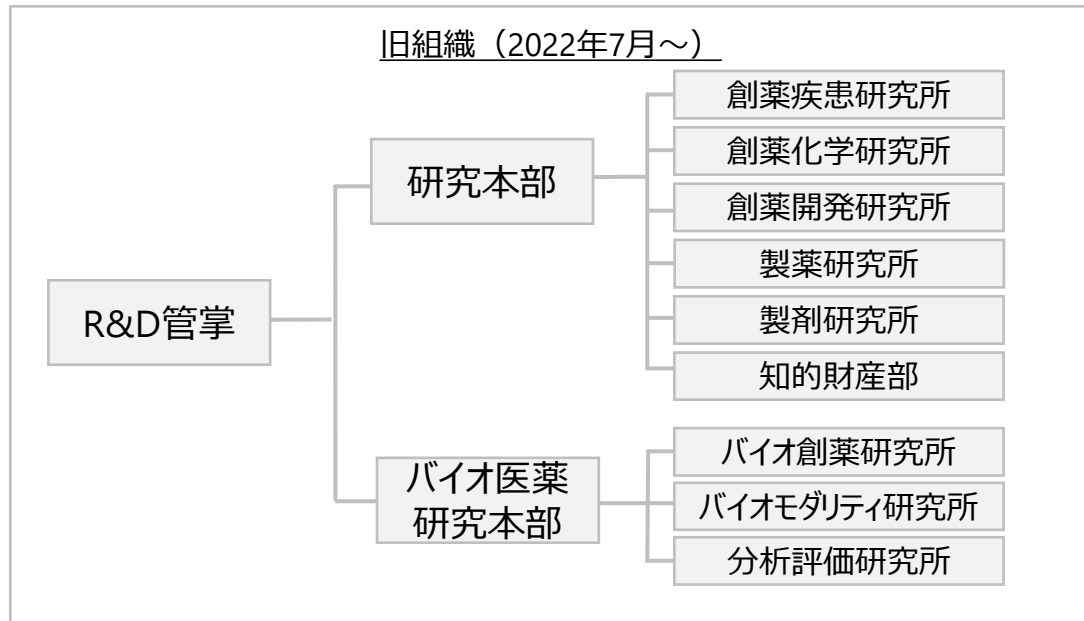 旧組織（2022年7月～）
R&D管掌
研究本部
創薬疾患研究所
創薬化学研究所
創薬開発研究所
製薬研究所
製剤研究所
知的財産部
バイオ医薬
研究本部
バイオ創薬研究所
バイオモダリティ研究所
分析評価研究所